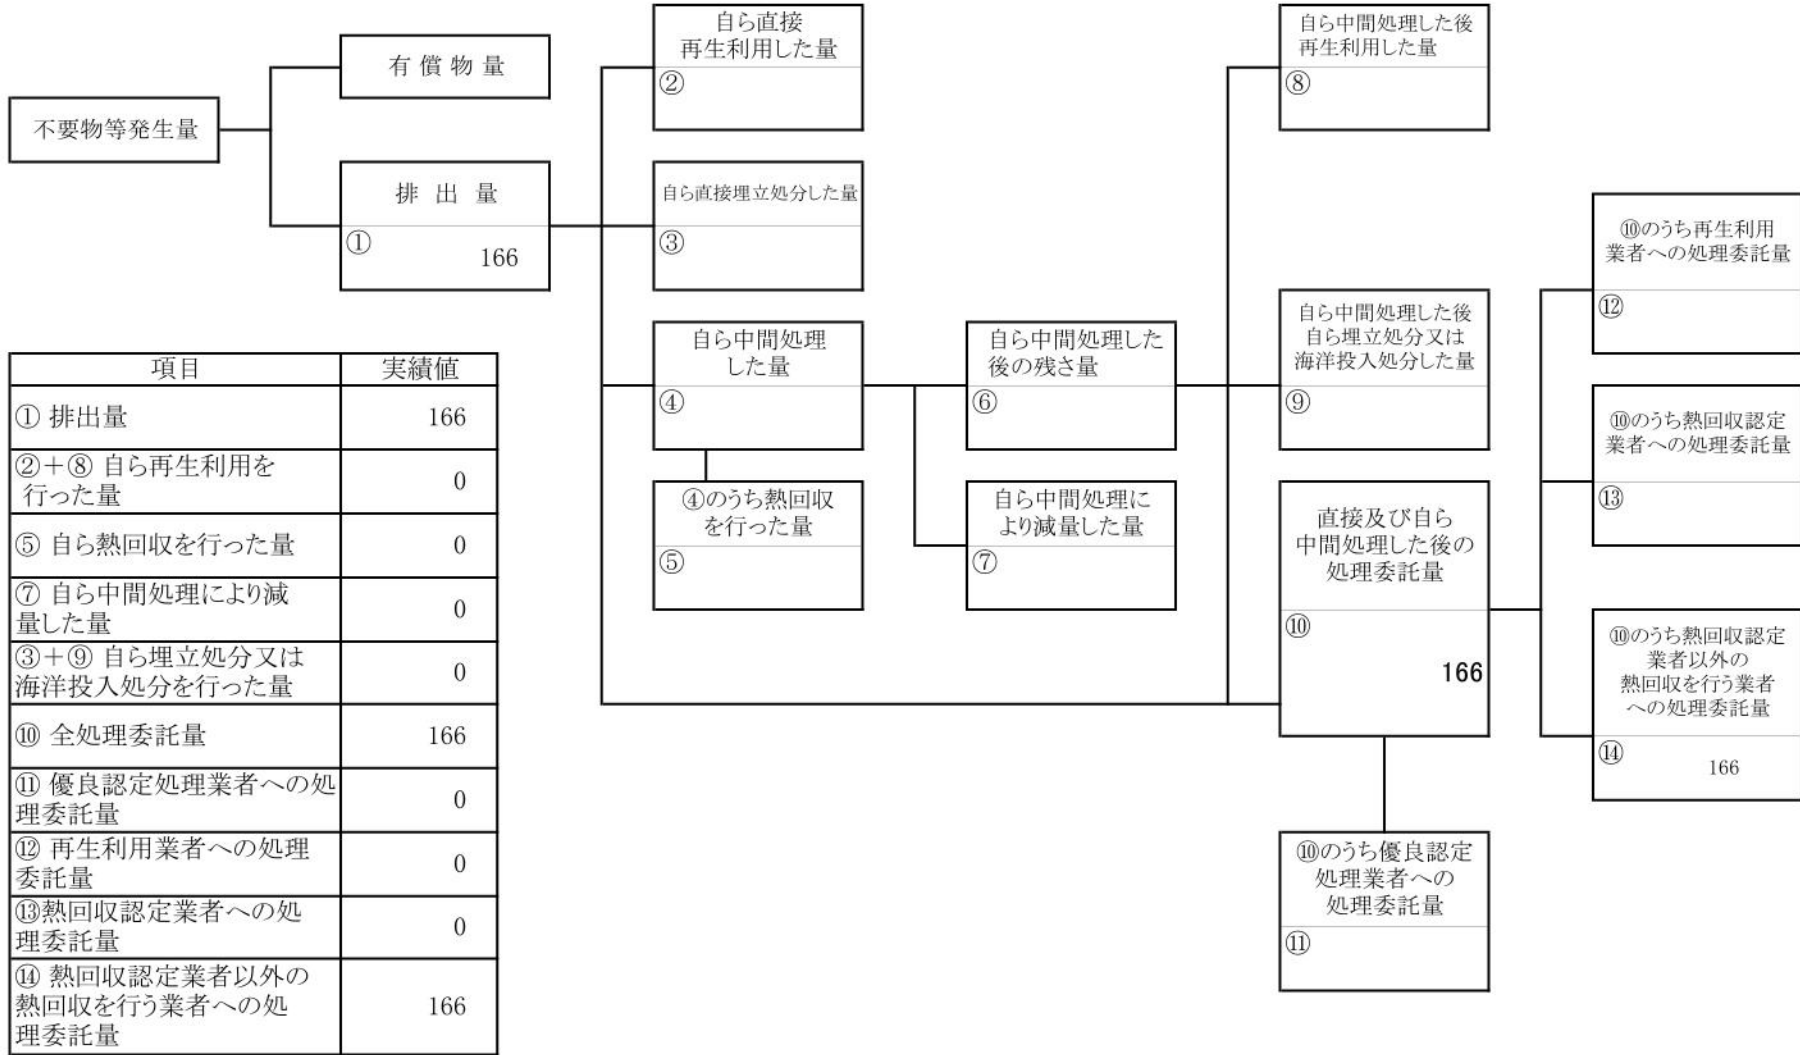 不要物等発生量
有償物量
排出量
①
166
自ら直接
再生利用した量
②
自ら直接埋立処分した量
③
自ら中間処理
した量
④
④のうち熱回収
を行った量
⑤
自ら中間処理した
後の残さ量
⑥
自ら中間処理に
より減量した量
⑦
自ら中間処理した後
再生利用した量
⑧
自ら中間処理した後
自ら埋立処分又は
海洋投入処分した量
⑨
直接及び自ら
中間処理した後の
処理委託量
⑩
166
⑩のうち優良認定
処理業者への
処理委託量
⑪
⑩のうち再生利用
業者への処理委託量
⑫
⑩のうち熱回収認定
業者への処理委託量
⑬
⑩のうち熱回収認定
業者以外の
熱回収を行う業者
への処理委託量
⑭
166
項目 実績値
① 排出量 166
②+⑧ 自ら再生利用を
行った量 0
⑤ 自ら熱回収を行った量 0
⑦ 自ら中間処理により減
量した量 0
③+⑨ 自ら埋立処分又は
海洋投入処分を行った量 0
⑩ 全処理委託量 166
⑪ 優良認定処理業者への処
理委託量 0
⑫ 再生利用業者への処理
委託量 0
⑬熱回収認定業者への処
理委託量 0
⑭ 熱回収認定業者以外の
熱回収を行う業者への処
理委託量 166